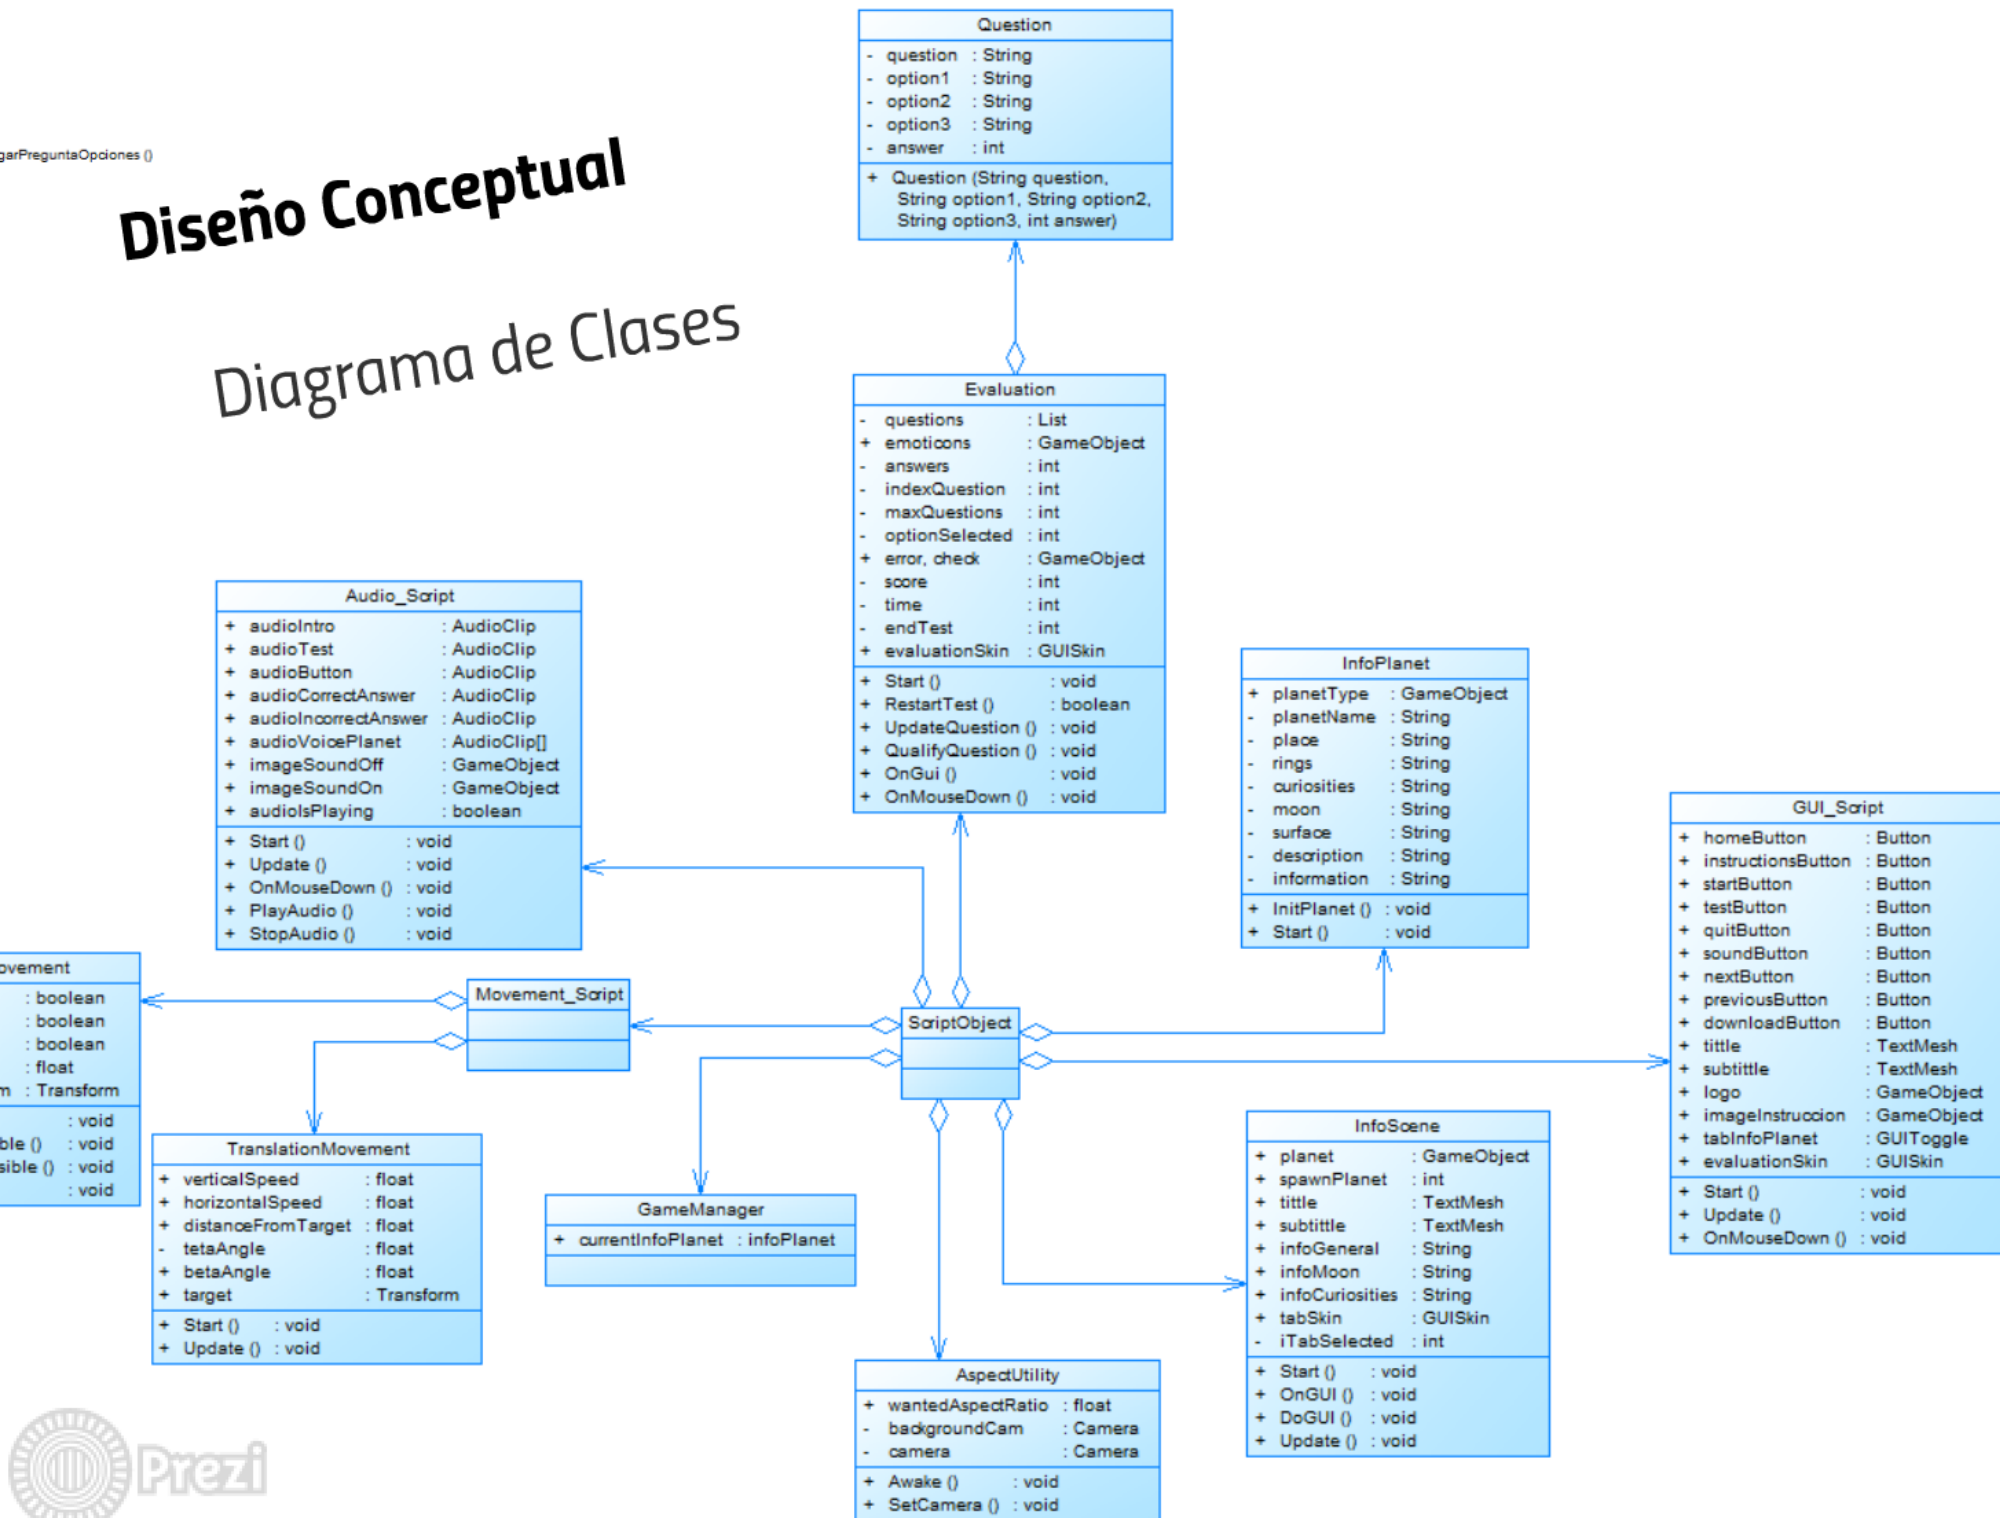 garPreguntaOpciones ()
Diseño Conceptual
Diagrama de Clases
Question
- question : String
- option1 : String
- option2 : String
- option3 : String
- answer : int
+ Question (String question,
String option1, String option2,
String option3, int answer)
Evaluation
- questions : List
+ emoticons : GameObject
- answers : int
- indexQuestion : int
- maxQuestions : int
- optionSelected : int
+ error, check : GameObject
- score : int
- time : int
- endTest : int
+ evaluationSkin : GUISkin
+ Start () : void
+ RestartTest () : boolean
+ UpdateQuestion () : void
+ QualifyQuestion () : void
+ OnGui () : void
+ OnMouseDown () : void
Audio_Script
+ audioIntro : AudioClip
+ audioTest : AudioClip
+ audioButton : AudioClip
+ audioCorrectAnswer : AudioClip
+ audioIncorrectAnswer : AudioClip
+ audioVoicePlanet : AudioClip[]
+ imageSoundOff : GameObject
+ imageSoundOn : GameObject
+ audioIsPlaying : boolean
+ Start () : void
+ Update () : void
+ OnMouseDown () : void
+ PlayAudio () : void
+ StopAudio () : void
InfoPlanet
+ planetType : GameObject
- planetName : String
- place : String
- rings : String
- curiosities : String
- moon : String
- surface : String
- description : String
- information : String
+ InitPlanet () : void
+ Start () : void
GUI_Script
+ homeButton : Button
+ instructionsButton : Button
+ startButton : Button
+ testButton : Button
+ quitButton : Button
+ soundButton : Button
+ nextButton : Button
+ previousButton : Button
+ downloadButton : Button
+ tittle : TextMesh
+ subtittle : TextMesh
+ logo : GameObject
+ imageInstruccion : GameObject
+ tabInfoPlanet : GUIToggle
+ evaluationSkin : GUISkin
+ Start () : void
+ Update () : void
+ OnMouseDown () : void
ovement
: boolean
: boolean
: boolean
: float
m : Transform
: void
ble () : void
sible () : void
: void
Movement_Script
ScriptObject
TranslationMovement
+ verticalSpeed : float
+ horizontalSpeed : float
+ distanceFromTarget : float
- tetaAngle : float
+ betaAngle : float
+ target : Transform
+ Start () : void
+ Update () : void
GameManager
+ currentInfoPlanet : infoPlanet
InfoScene
+ planet : GameObject
+ spawnPlanet : int
+ tittle : TextMesh
+ subtittle : TextMesh
+ infoGeneral : String
+ infoMoon : String
+ infoCuriosities : String
+ tabSkin : GUISkin
- iTabSelected : int
+ Start () : void
+ OnGUI () : void
+ DoGUI () : void
+ Update () : void
AspectUtility
+ wantedAspectRatio : float
- backgroundCam : Camera
- camera : Camera
+ Awake () : void
+ SetCamera () : void
Prezi